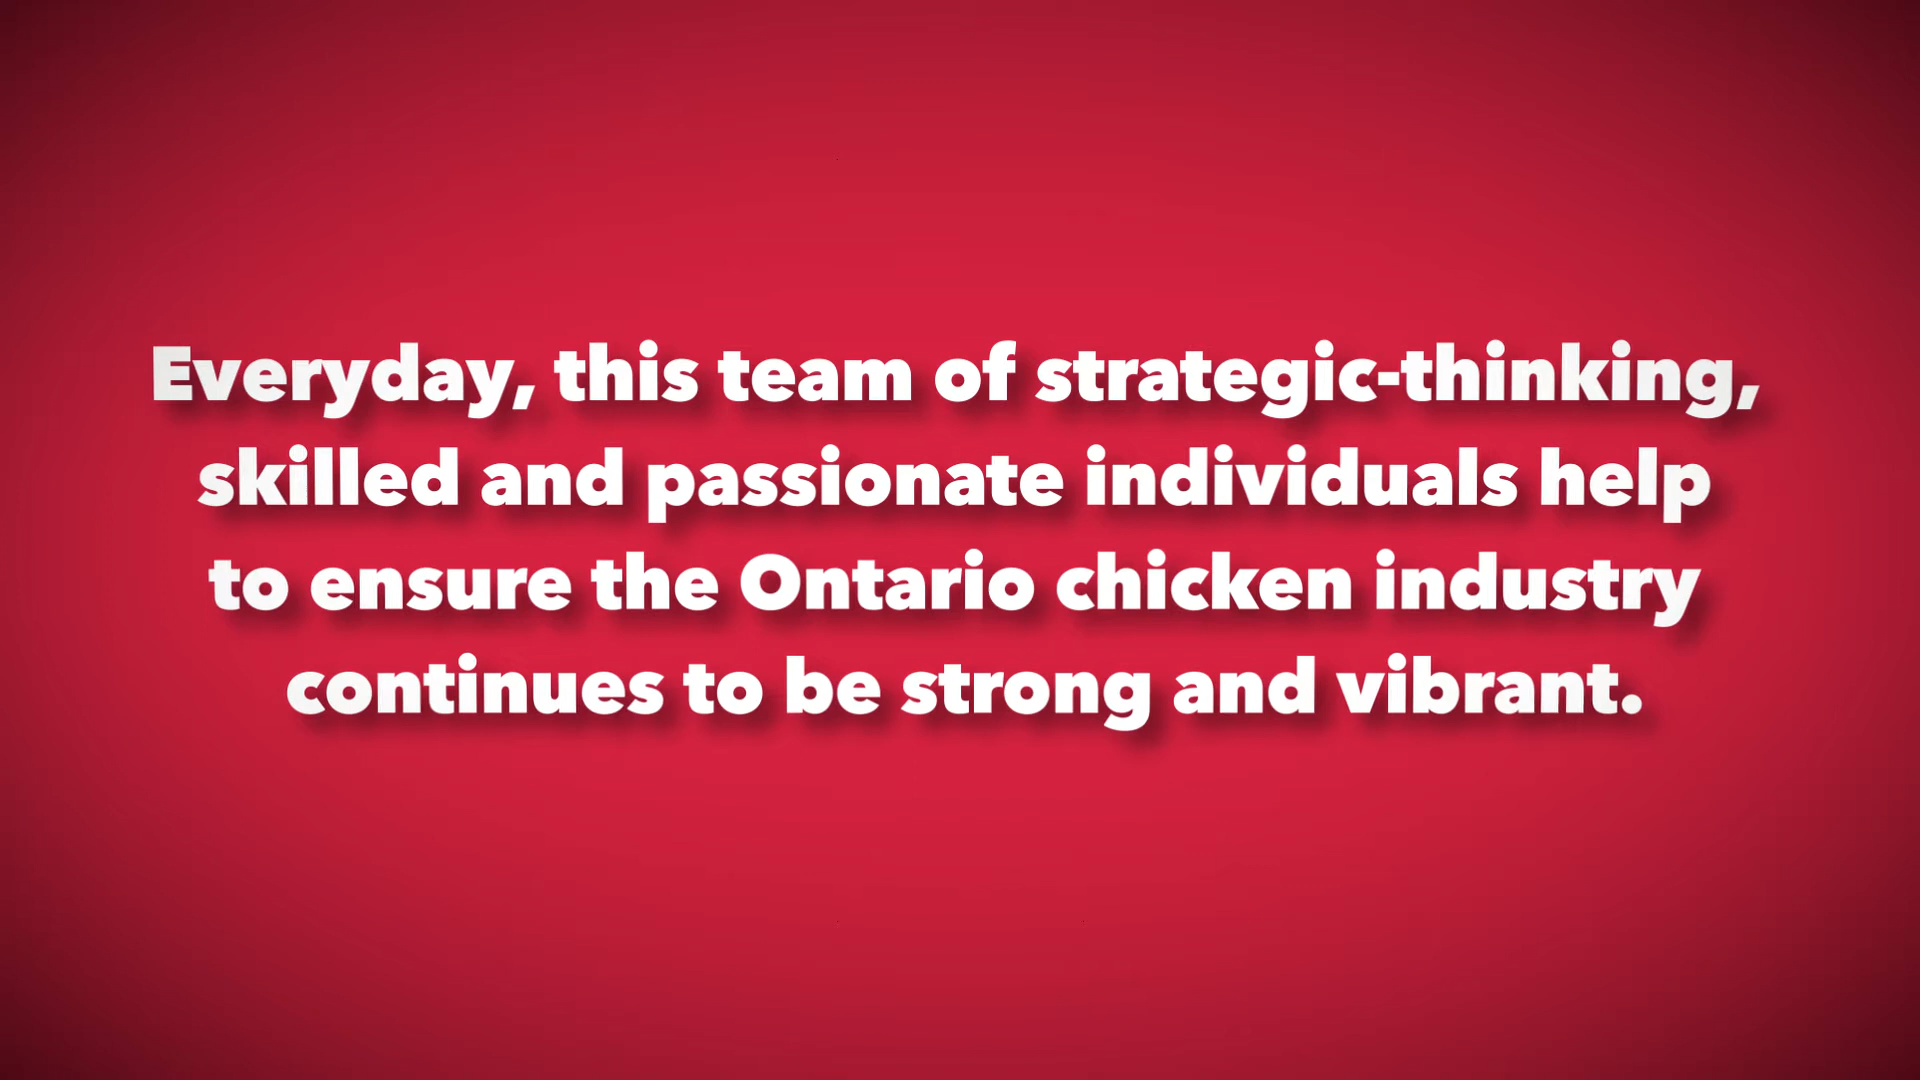 Everyday, this team of strategic-thinking,
skilled and passionate individuals help
to ensure the Ontario chicken industry
continues to be strong and vibrant.